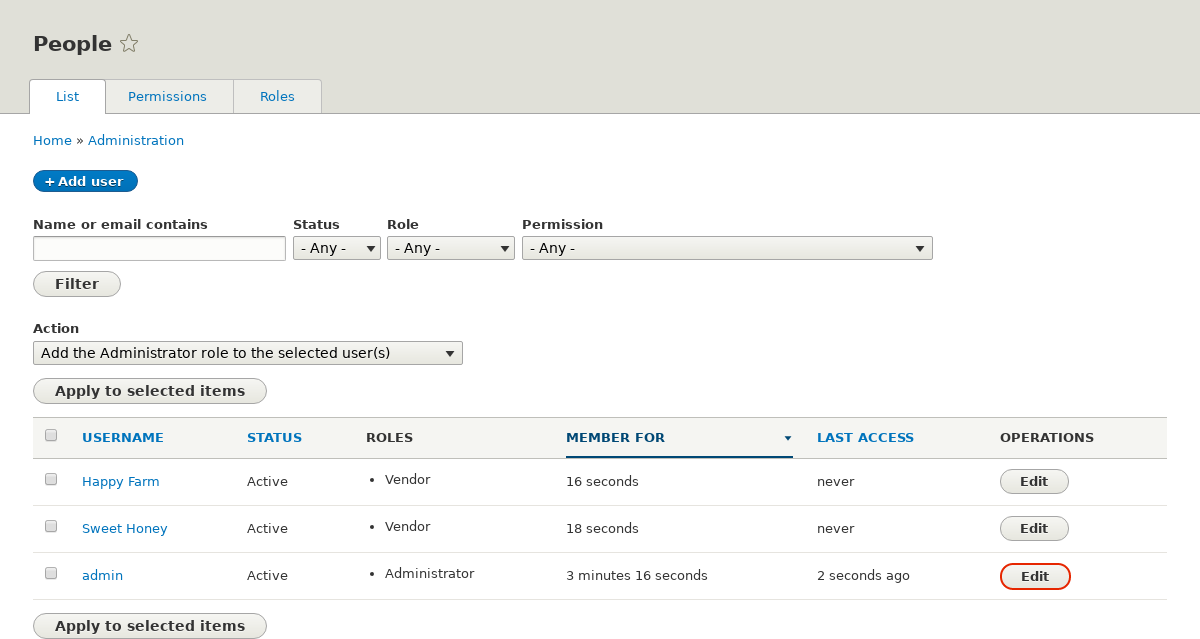 People
List Permissions Roles
Home » Administration
+ Add user
Name or email contains Status Role Permission
- Any - - Any - - Any -
Filter
Action
Add the Administrator role to the selected user(s)
Apply to selected items
USERNAME STATUS ROLES MEMBER FOR LAST ACCESS OPERATIONS
Happy Farm Active • Vendor 16 seconds never Edit
Sweet Honey Active • Vendor 18 seconds never Edit
admin Active • Administrator 3 minutes 16 seconds 2 seconds ago Edit
Apply to selected items